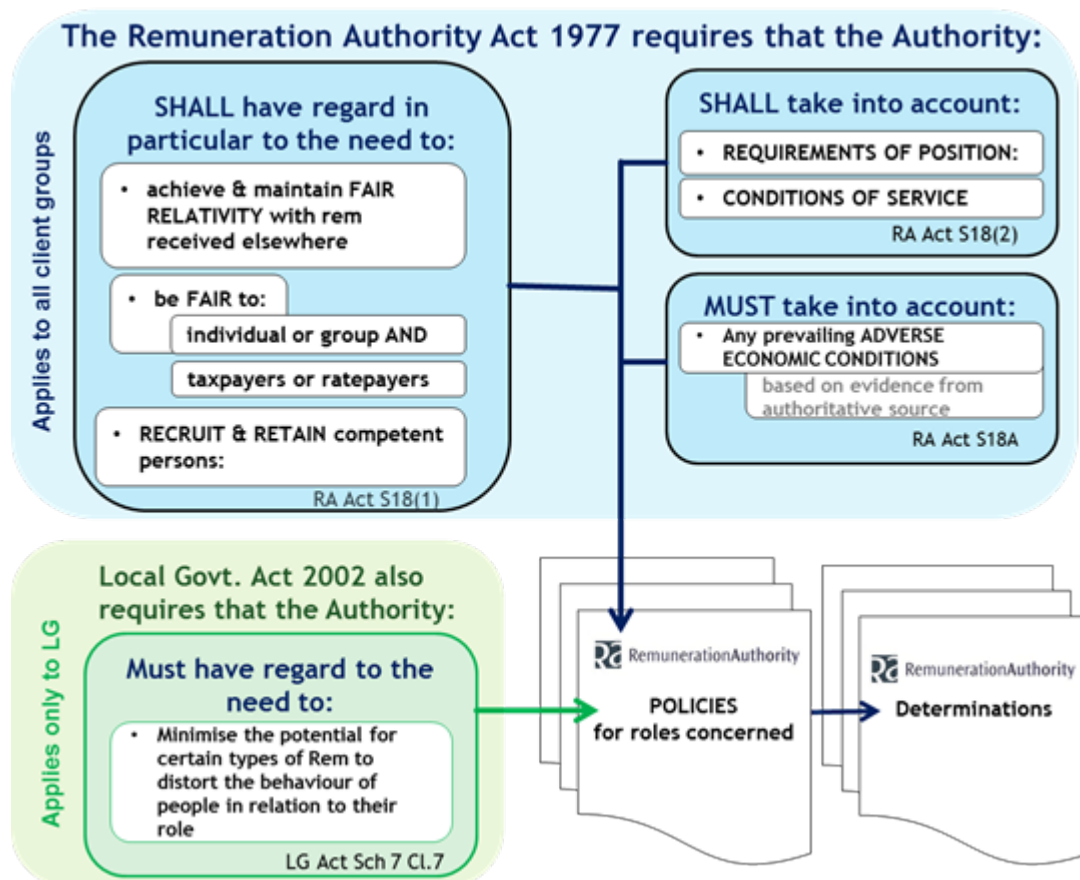 The Remuneration Authority Act 1977 requires that the Authority:
Applies to all client groups
SHALL have regard in
particular to the need to:
• achieve & maintain FAIR
RELATIVITY with rem
received elsewhere
• be FAIR to:
individual or group AND
taxpayers or ratepayers
• RECRUIT & RETAIN competent
persons:
RA Act S18(1)
SHALL take into account:
• REQUIREMENTS OF POSITION:
• CONDITIONS OF SERVICE
RA Act S18(2)
MUST take into account:
• Any prevailing ADVERSE
ECONOMIC CONDITIONS
based on evidence from
authoritative source
RA Act S18A
Applies only to LG
Local Govt. Act 2002 also
requires that the Authority:
Must have regard to the
need to:
• Minimise the potential for
certain types of Rem to
distort the behaviour of
people in relation to their
role
LG Act Sch 7 Cl.7
Ra RemunerationAuthority
POLICIES
for roles concerned
Ra RemunerationAuthority
Determinations